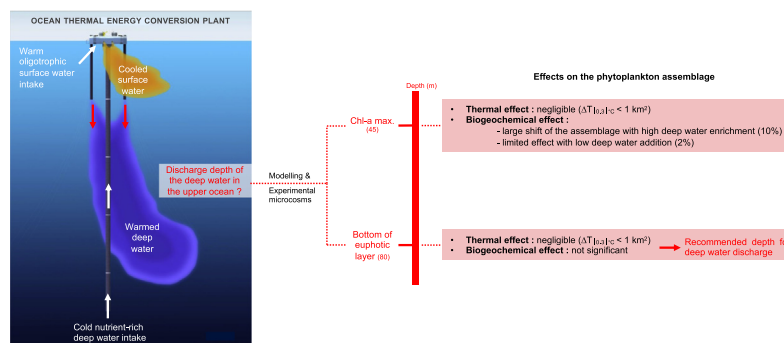 OCEAN THERMAL ENERGY CONVERSION PLANT
Warm
oligotrophic
surface water
intake
Cooled
surface
water
Discharge depth of
the deep water in
the upper ocean ?
Warmed
deep
water
Cold nutrient-rich
deep water intake
Modelling &
Experimental
microcosms
Depth (m)
Chl-a max.
(45)
Bottom of
euphotic
layer (80)
Effects on the phytoplankton assemblage
• Thermal effect : negligible (ΔT|0,3|°C < 1 km²)
• Biogeochemical effect :
- large shift of the assemblage with high deep water enrichment (10%)
- limited effect with low deep water addition (2%)
• Thermal effect : negligible (ΔT|0,3|°C < 1 km²)
• Biogeochemical effect : not significant
Recommended depth fo
deep water discharge